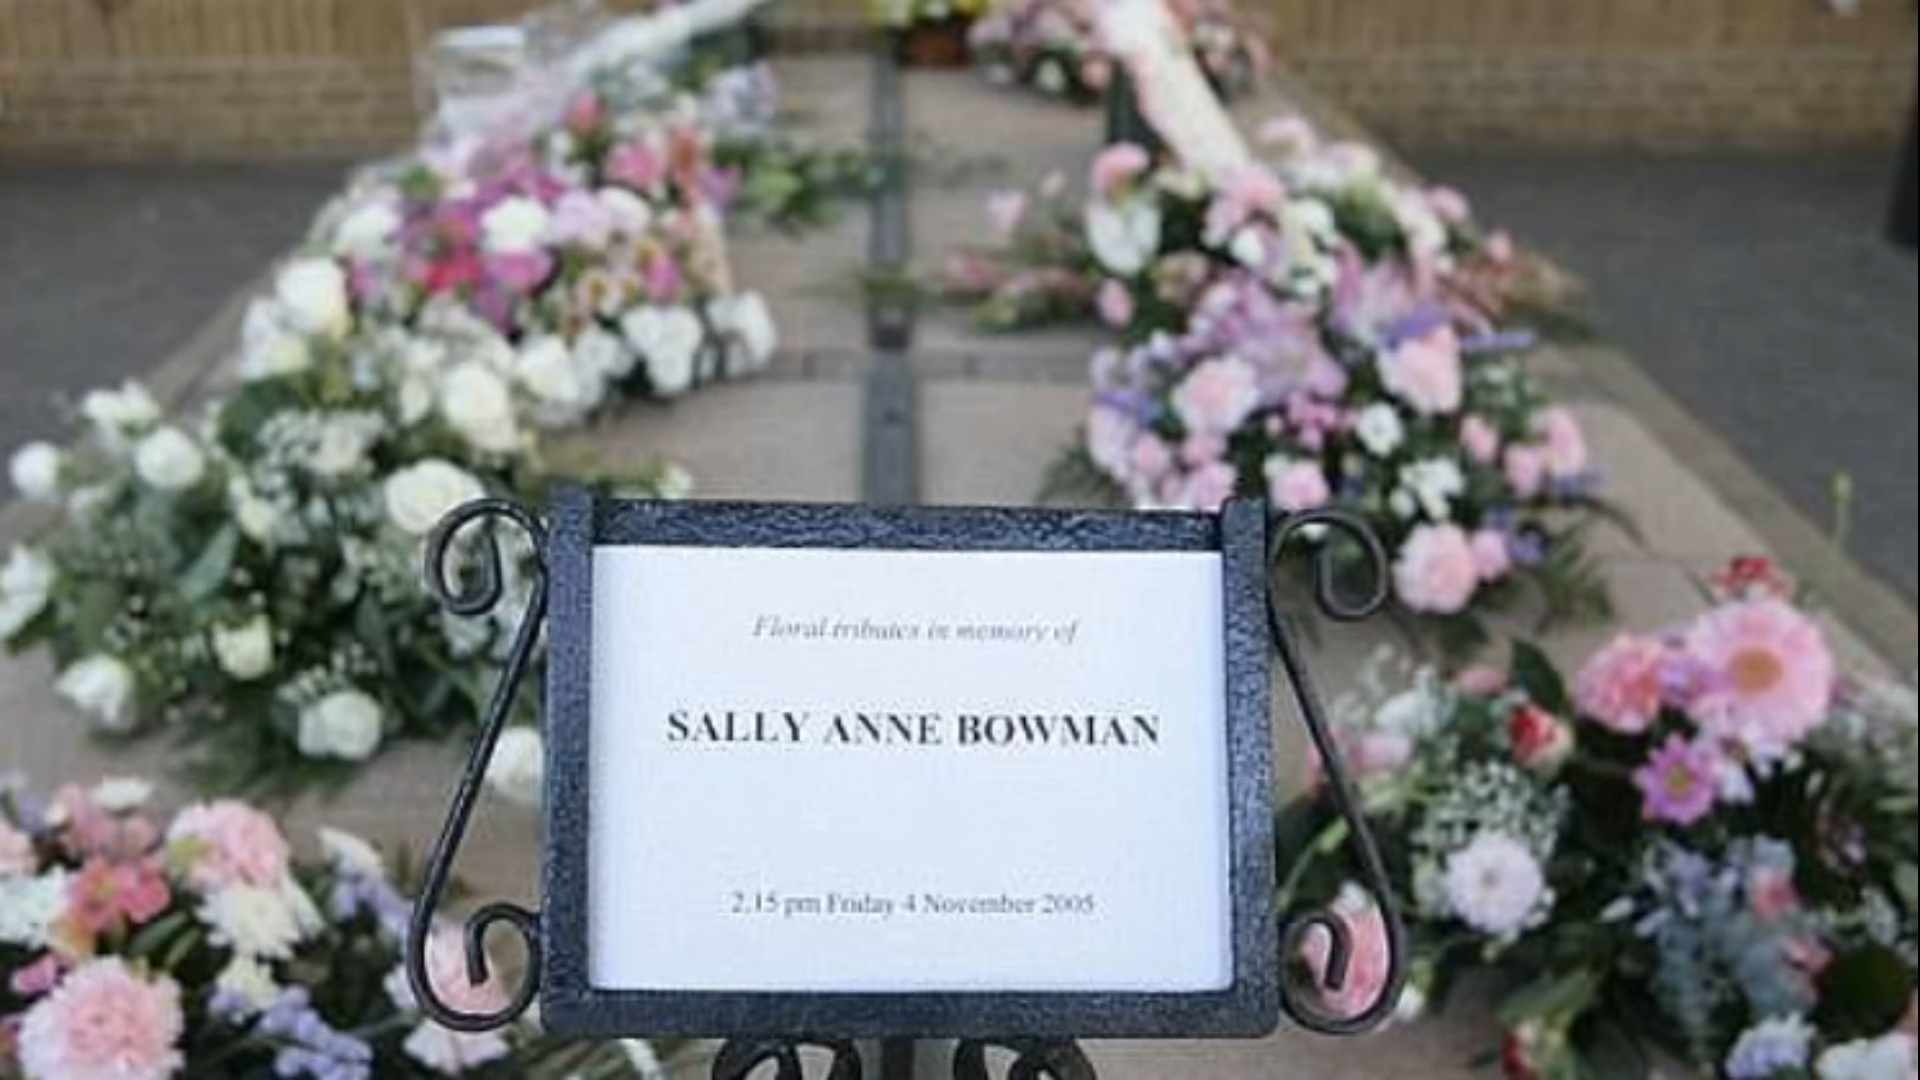 Floral tributes in memory of
SALLY ANNE BOWMAN
2.15 pm Friday 4 November 2005